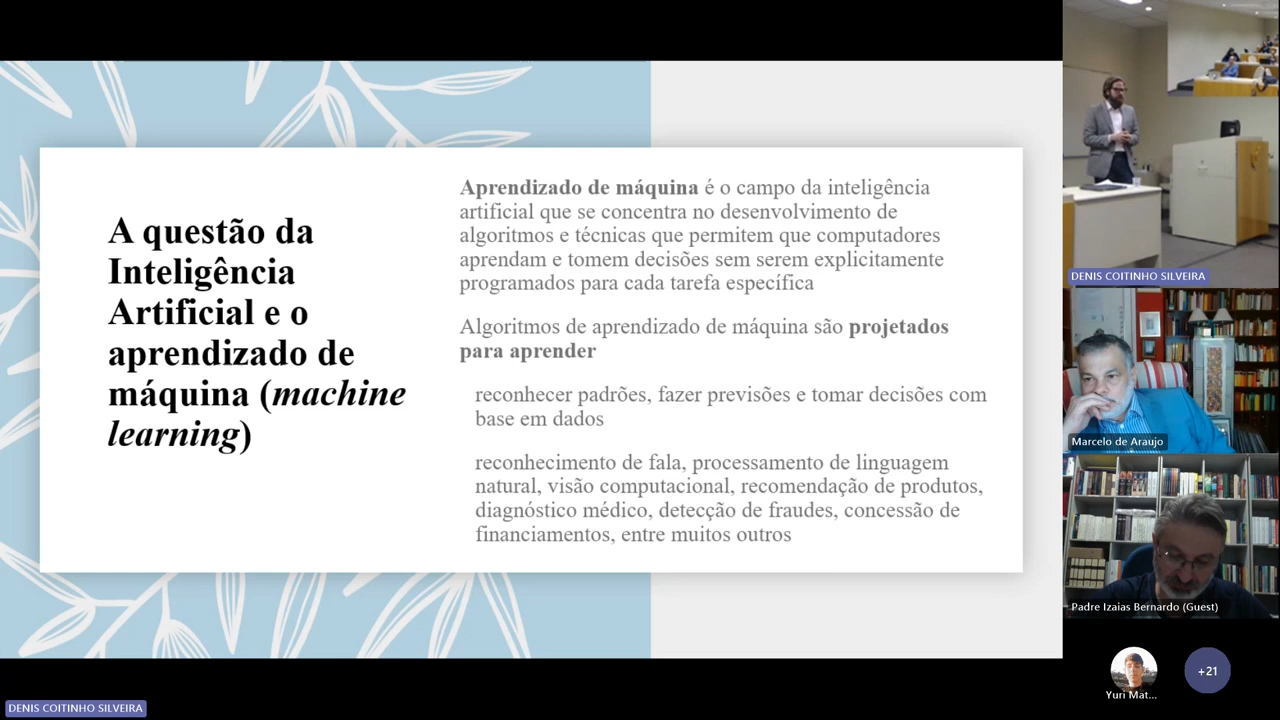 A questão da
Inteligência
Artificial e o
aprendizado de
máquina (machine
learning)
Aprendizado de máquina é o campo da inteligência
artificial que se concentra no desenvolvimento de
algoritmos e técnicas que permitem que computadores
aprendam e tomem decisões sem serem explicitamente
programados para cada tarefa específica
Algoritmos de aprendizado de máquina são projetados
para aprender
reconhecer padrões, fazer previsões e tomar decisões com
base em dados
reconhecimento de fala, processamento de linguagem
natural, visão computacional, recomendação de produtos,
diagnóstico médico, detecção de fraudes, concessão de
financiamentos, entre muitos outros
DENIS COITINHO SILVEIRA
Marcelo de Araujo
Padre Izaias Bernardo (Guest)
Yuri Mat...
+21
DENIS COITINHO SILVEIRA